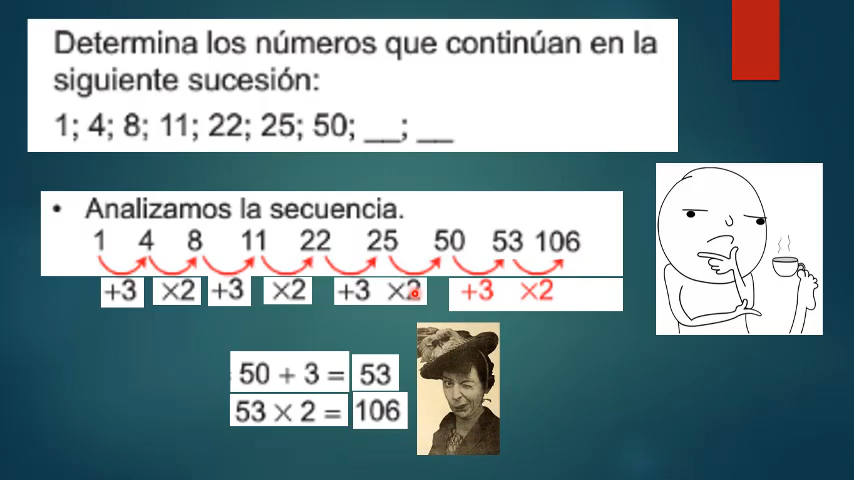 Determina los números que continúan en la
siguiente sucesión:
1; 4; 8; 11; 22; 25; 50; __; __
• Analizamos la secuencia.
1 4 8 11 22 25 50 53 106
+3 ×2 +3 ×2 +3 ×2 +3 ×2
50 + 3 = 53
53 × 2 = 106